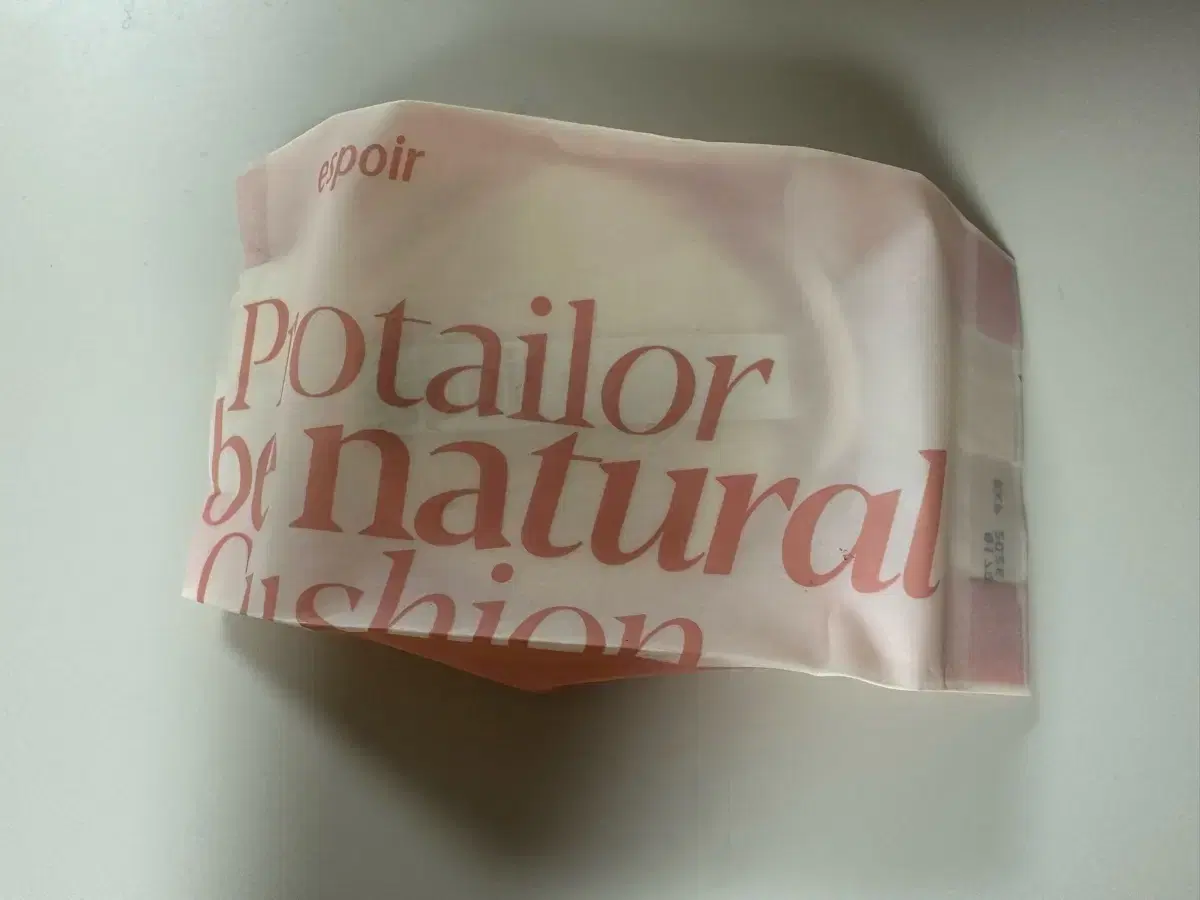 espoir
Protailor
be natural
Cushion